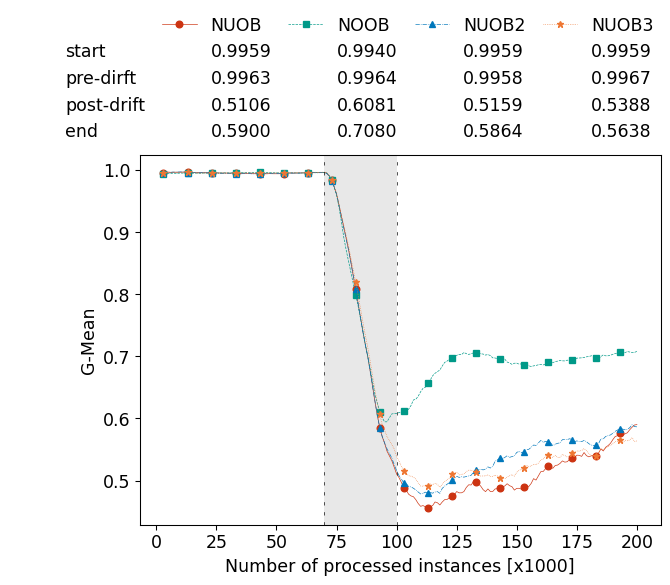 NUOB NOOB NUOB2 NUOB3
start 0.9959 0.9940 0.9959 0.9959
pre-dirft 0.9963 0.9964 0.9958 0.9967
post-drift 0.5106 0.6081 0.5159 0.5388
end 0.5900 0.7080 0.5864 0.5638
1.0
0.9
0.8
0.7
0.6
0.5
G-Mean
0 25 50 75 100 125 150 175 200
Number of processed instances [x1000]